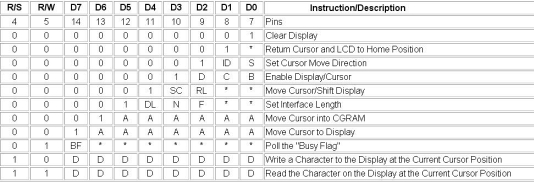 R/S R/W D7 D6 D5 D4 D3 D2 D1 D0 Instruction/Description
4 5 14 13 12 11 10 9 8 7 Pins
0 0 0 0 0 0 0 0 0 1 Clear Display
0 0 0 0 0 0 0 0 1 * Return Cursor and LCD to Home Position
0 0 0 0 0 0 0 1 ID S Set Cursor Move Direction
0 0 0 0 0 0 1 D C B Enable Display/Cursor
0 0 0 0 0 1 SC RL * * Move Cursor/Shift Display
0 0 0 0 1 DL N F * * Set Interface Length
0 0 0 1 A A A A A A Move Cursor into CGRAM
0 0 1 A A A A A A A Move Cursor to Display
0 1 BF * * * * * * * Poll the "Busy Flag"
1 0 D D D D D D D D Write a Character to the Display at the Current Cursor Position
1 1 D D D D D D D D Read the Character on the Display at the Current Cursor Position